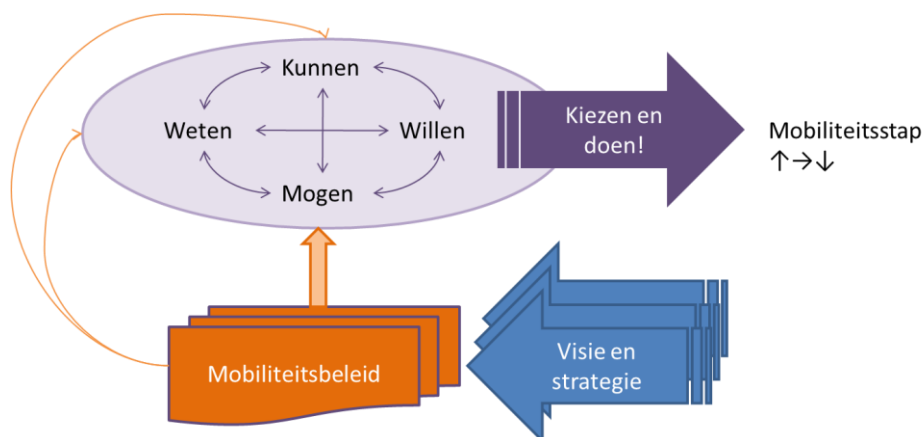 Kunnen
Weten
Willen
Mogen
Kiezen en
doen!
Mobiliteitsstap
↑→↓
Mobiliteitsbeleid
Visie en
strategie